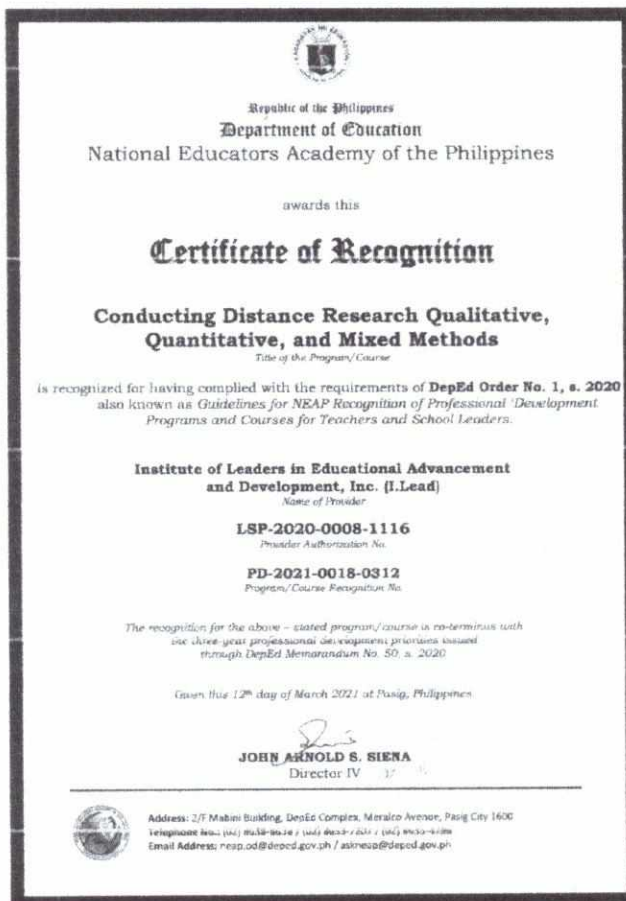 Republic of the Philippines
Department of Education
National Educators Academy of the Philippines
awards this
Certificate of Recognition
Conducting Distance Research Qualitative,
Quantitative, and Mixed Methods
Title of the Program/Course
is recognized for having complied with the requirements of DepEd Order No. 1, s. 2020
also known as Guidelines for NEAP Recognition of Professional Development
Programs and Courses for Teachers and School Leaders.
Institute of Leaders in Educational Advancement
and Development, Inc. (I.Lead)
Name of Provider
LSP-2020-0008-1116
Provider Authorization No.
PD-2021-0018-0312
Program/Course Recognition No.
The recognition for the above – stated program/course is co-terminus with
the three-year professional development priorities issued
through DepEd Memorandum No. 50, s. 2020
Given this 12th day of March 2021 at Pasig, Philippines.
JOHN ARNOLD S. SIENA
Director IV
Address: 2/F Mabini Building, DepEd Complex, Meralco Avenue, Pasig City 1600
Telephone No.: (02)
Email Address: neap.od@deped.gov.ph / askneap@deped.gov.ph